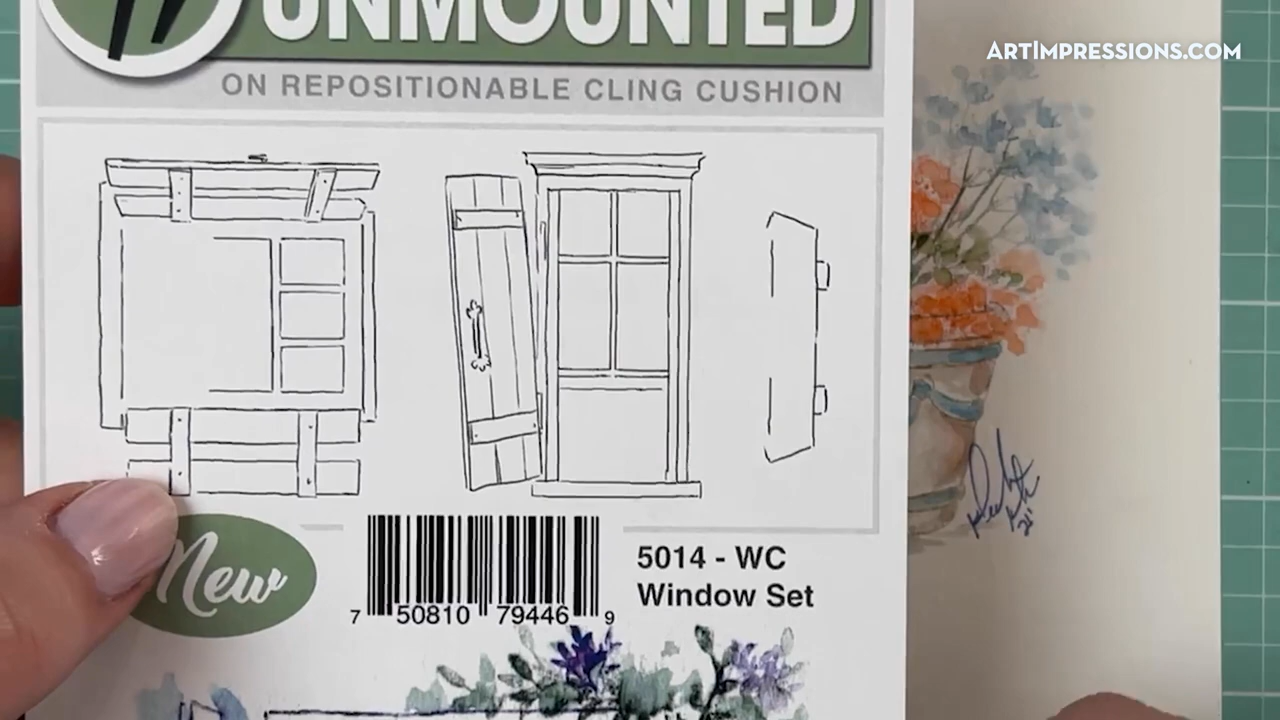 UNMOUNTED
ON REPOSITIONABLE CLING CUSHION
ARTIMPRESSIONS.COM
New
7 50810 79446 9
5014 - WC
Window Set